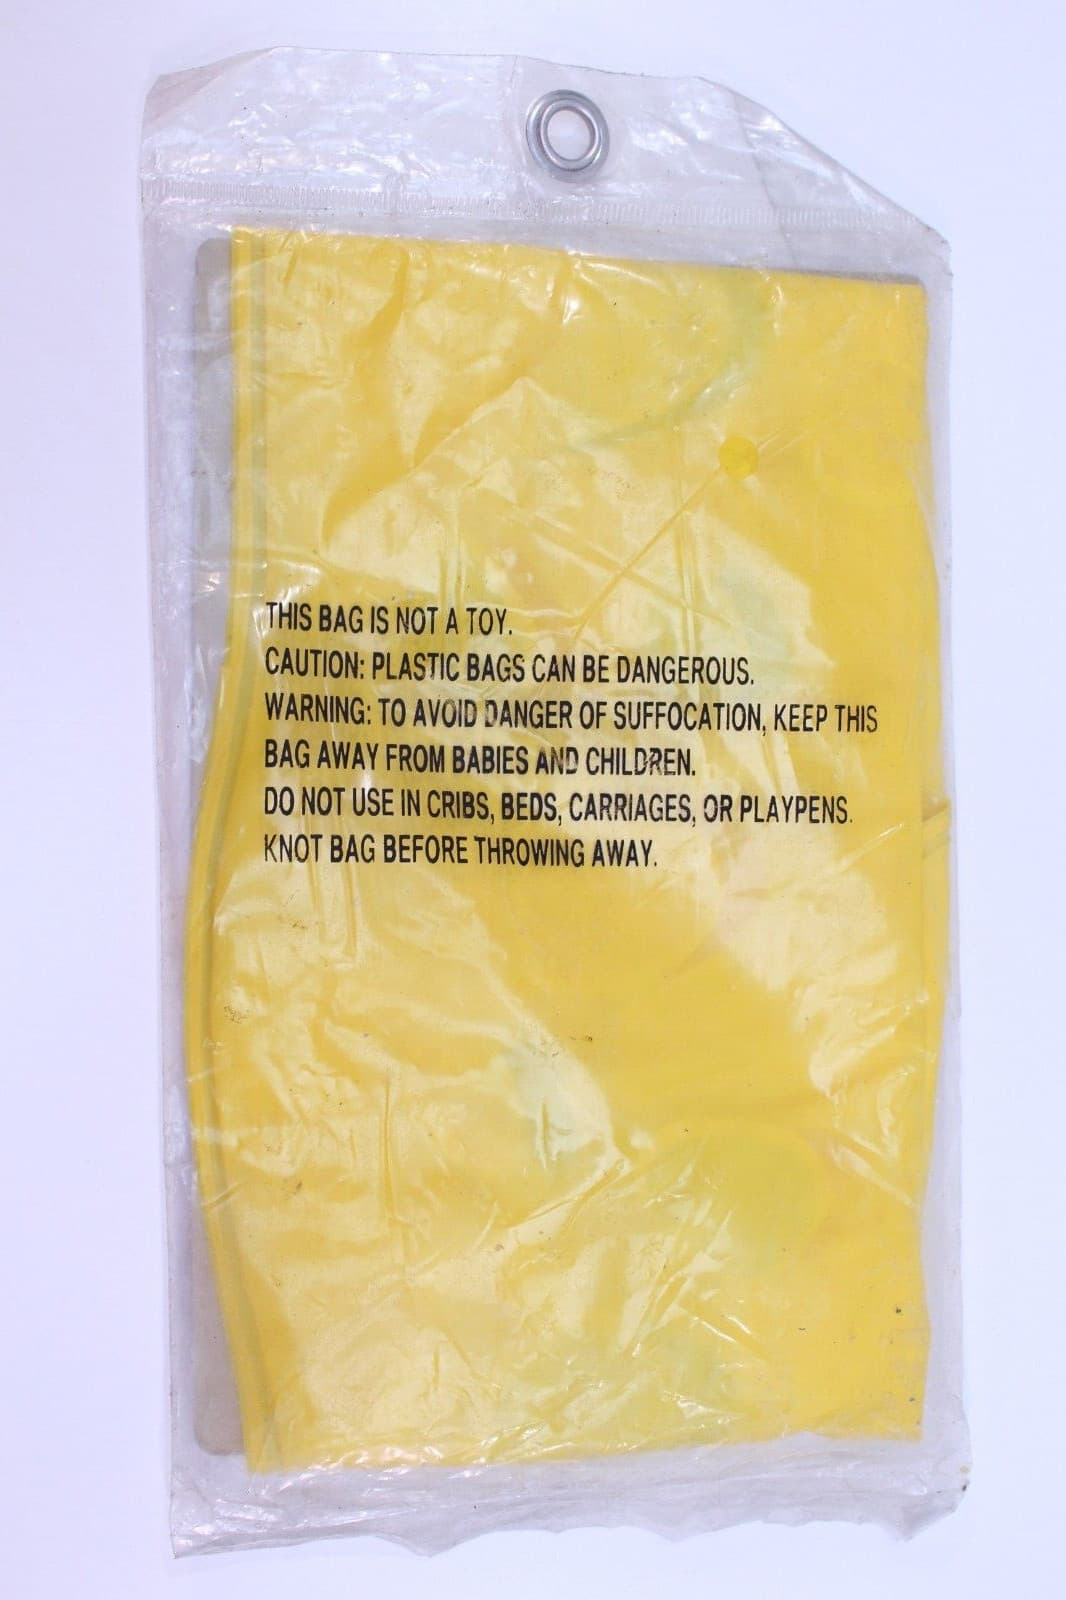 THIS BAG IS NOT A TOY.
CAUTION: PLASTIC BAGS CAN BE DANGEROUS.
WARNING: TO AVOID DANGER OF SUFFOCATION, KEEP THIS
BAG AWAY FROM BABIES AND CHILDREN.
DO NOT USE IN CRIBS, BEDS, CARRIAGES, OR PLAYPENS.
KNOT BAG BEFORE THROWING AWAY.